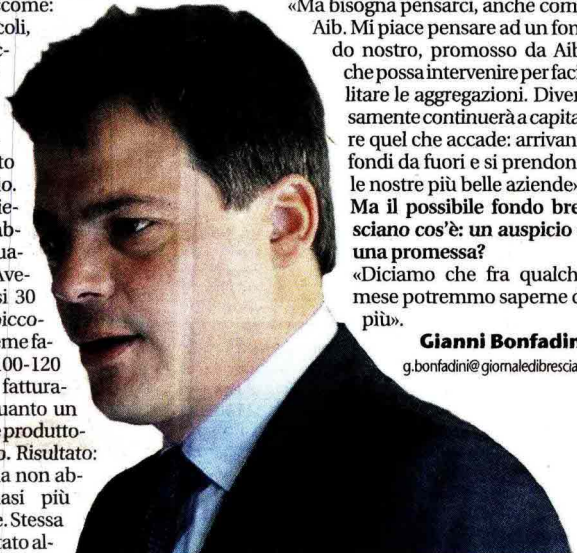 come:
coli,
c-
to
o.
ie-
ab-
ua-
Ave-
si 30
picco-
eme fa-
100-120
fattura-
uanto un
e produtto-
o. Risultato:
a non ab-
asi più
e. Stessa
tato al-
«Ma bisogna pensarci, anche com
Aib. Mi piace pensare ad un fon
do nostro, promosso da Aib
che possa intervenire per faci
litare le aggregazioni. Diver
samente continuerà a capita
re quel che accade: arrivan
fondi da fuori e si prendon
le nostre più belle aziende»
Ma il possibile fondo bre
sciano cos'è: un auspicio
una promessa?
«Diciamo che fra qualch
mese potremmo saperne d
più».
Gianni Bonfadin
g.bonfadini@giornaledibrescia